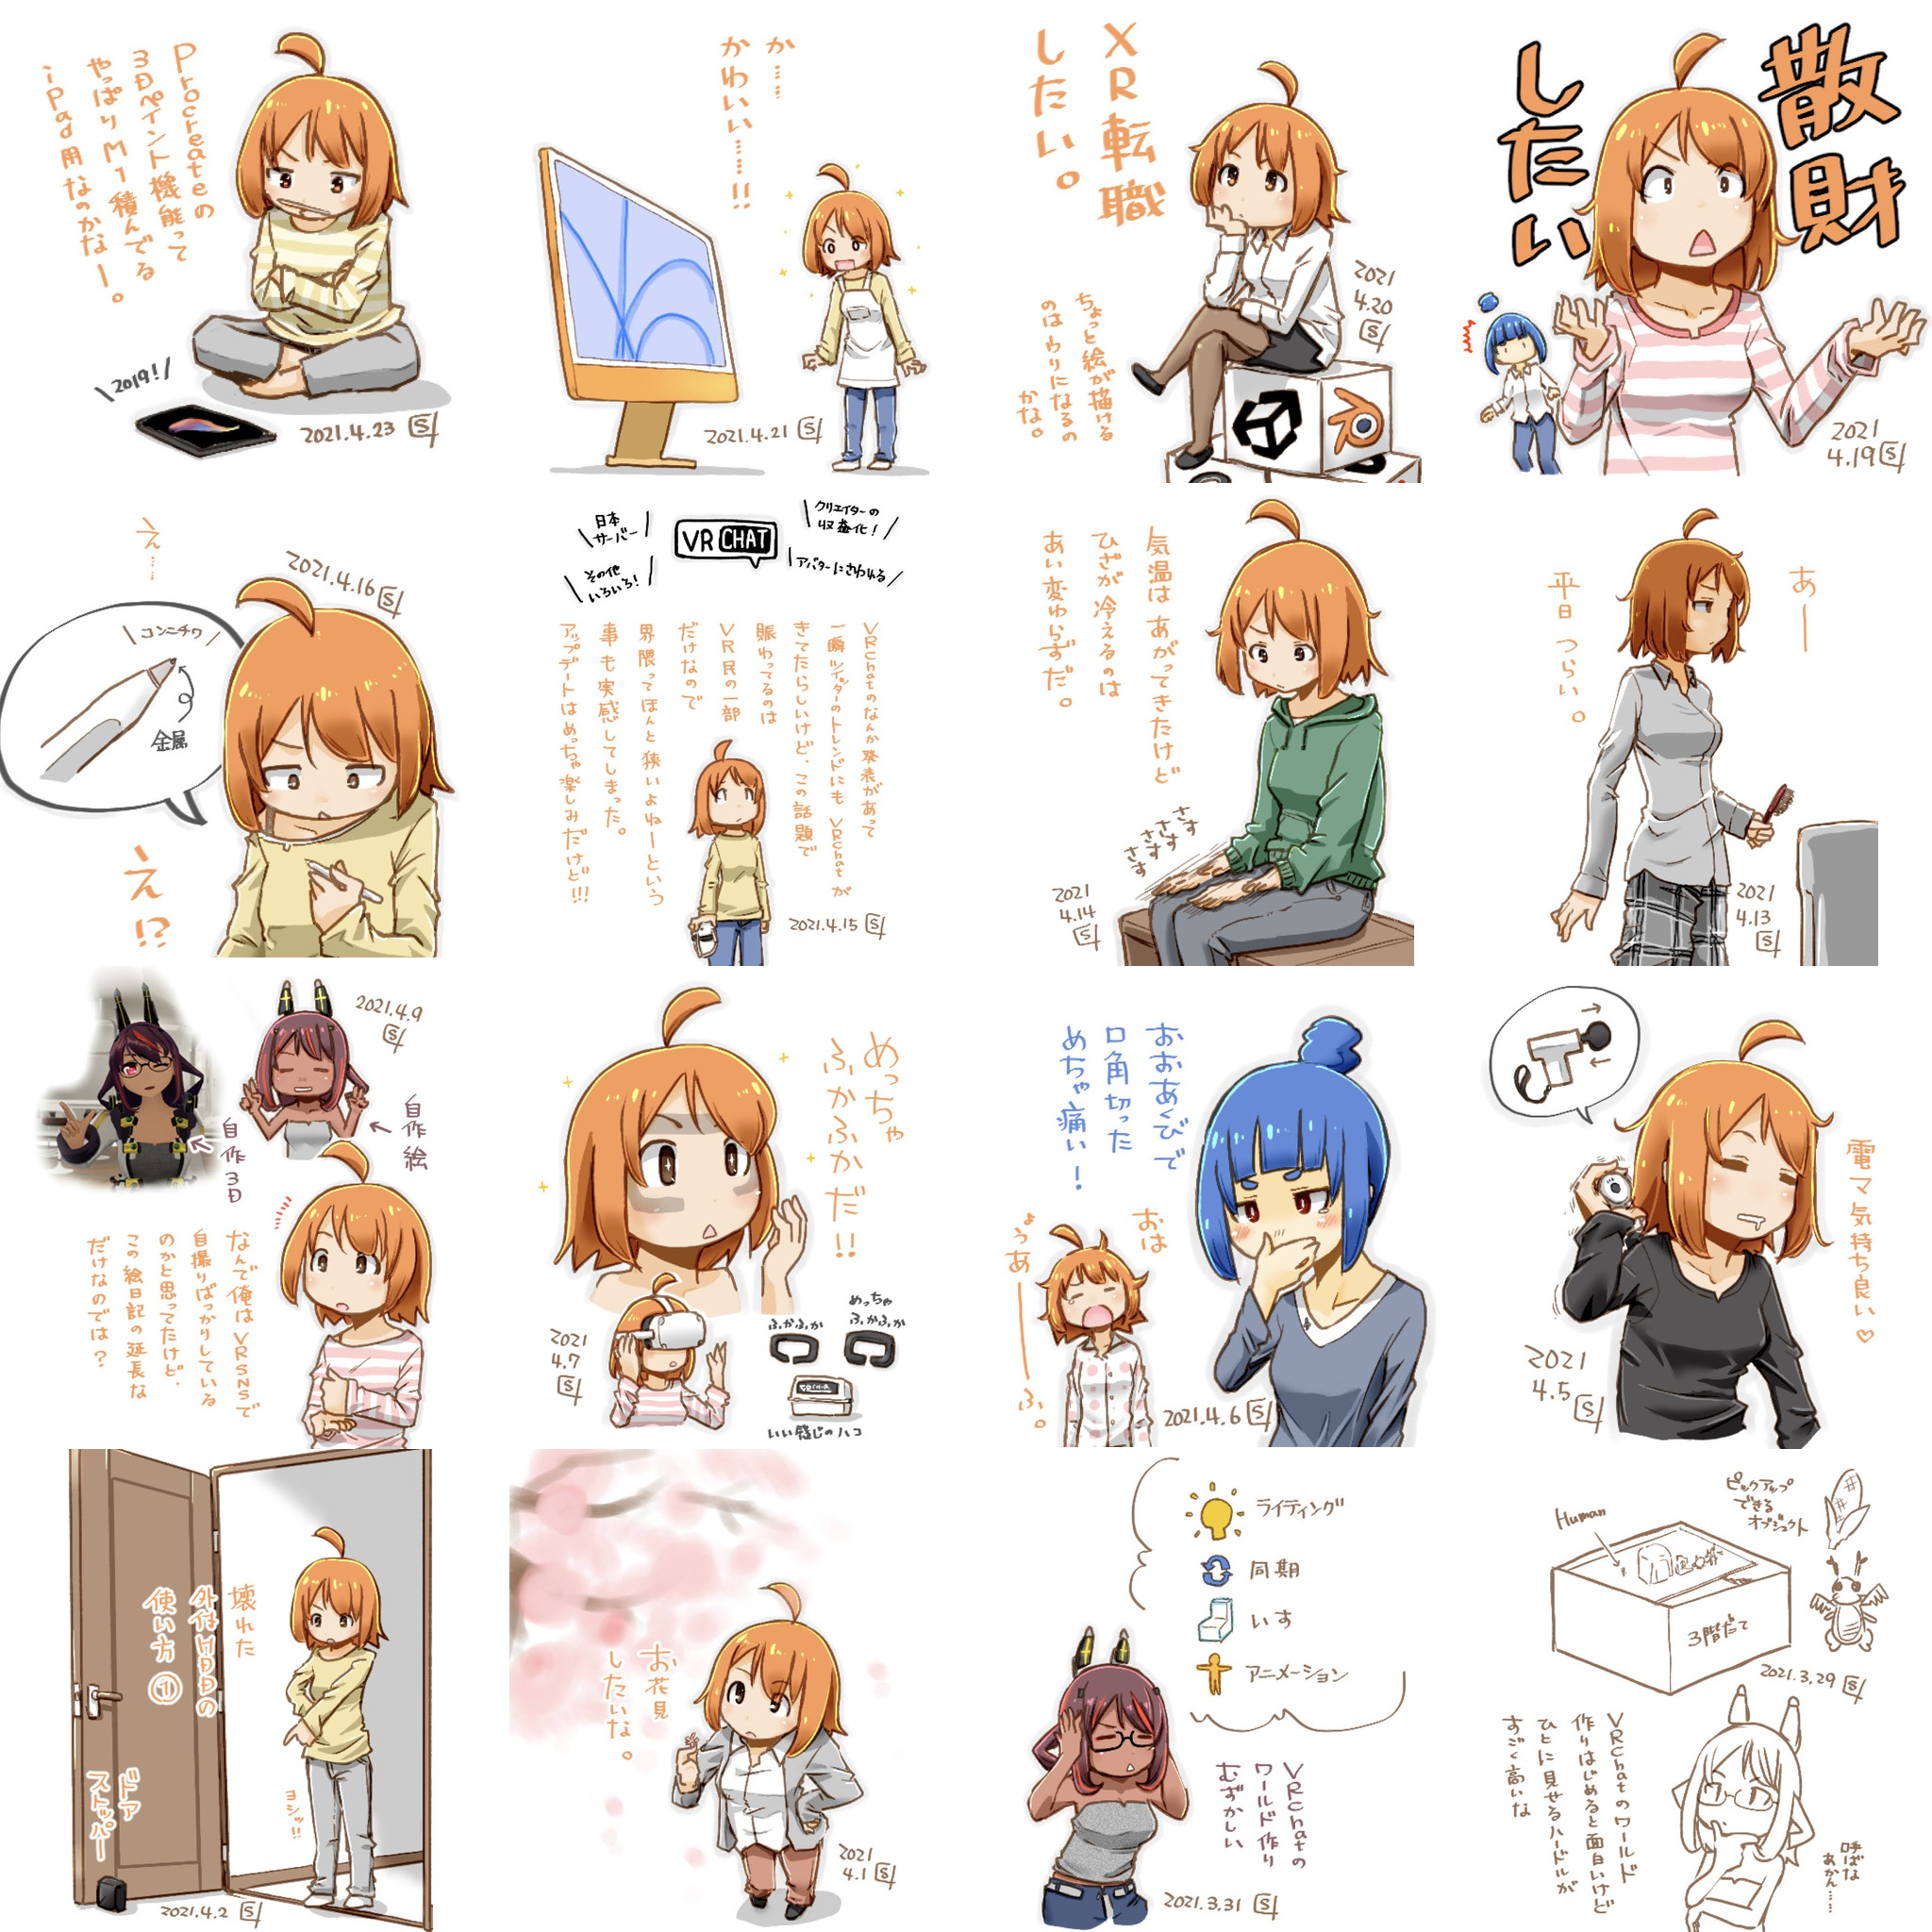 Procreateの
3Dペイント機能って
やっぱりM1積んでる
iPad用なのかなー。
\2019!/
2021.4.23
か……
かわいい……!!
2021.4.21
XR転職
したい。
ちょっと絵が描ける
のはウリになるの
かな。
2021
4.20
散財
したい
2021
4.19
え……
2021.4.16
\コンニチワ/
金属
え!?
\日本
サーバー/
VRCHAT
\クリエイターの
収益化!/
\その他
いろいろ!/
\アバターにさわれる/
VRChatのなんか発表があって
一瞬ツイッターのトレンドにもVRChatが
きてたらしいけど、この話題で
賑わってるのは
VR民の一部
だけなので
界隈ってほんと狭いよねーという
事も実感してしまった。
アップデートはめっちゃ楽しみだけど!!!
2021.4.15
気温はあがってきたけど
ひざが冷えるのは
あい変わらずだ。
さす
さす
さす
さす
2021
4.14
あー
平日つらい。
2021
4.13
2021.4.9
自作3D
自作絵
なんで俺はVRSNSで
自撮りばっかりしている
のかと思ってたけど、
この絵日記の延長な
だけなのでは?
めっちゃ
ふかふかだ!!
2021
4.7
ふかふか
めっちゃ
ふかふか
いい感じのハコ
おおあくびで
口角切った
めちゃ痛い!
おは
ようあーーふ。
2021.4.6
電マ気持ち良い♡
2021
4.5
壊れた
外付HDDの
使い方①
ドア
ストッパー
ヨシッ!!
2021.4.2
お花見
したいな。
2021
4.1
ライティング
同期
いす
アニメーション
VRChatの
ワールド作り
むずかしい
2021.3.31
ピックアップ
できる
オブジェクト
Human
3階だて
2021.3.29
VRChatのワールド
作りはじめると面白いけど
ひとに見せるハードルが
すごく高いな
呼ばな
あかん…